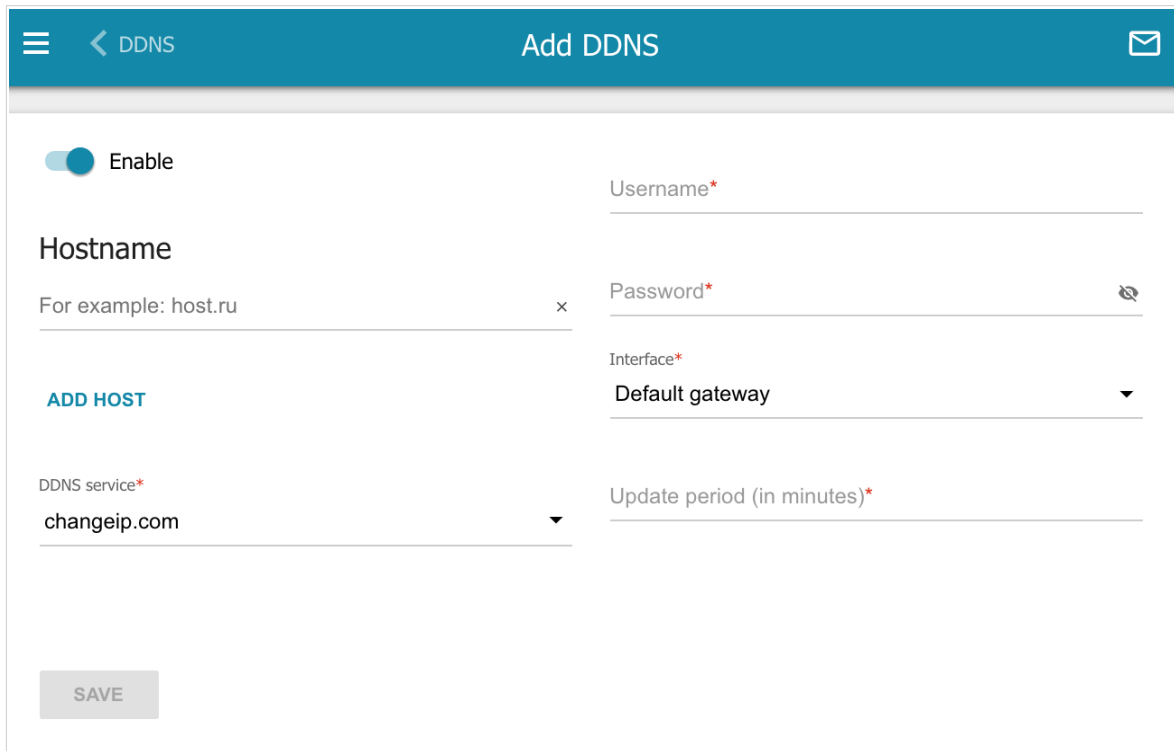 DDNS
Add DDNS
Enable
Hostname
For example: host.ru
ADD HOST
DDNS service*
changeip.com
Username*
Password*
Interface*
Default gateway
Update period (in minutes)*
SAVE